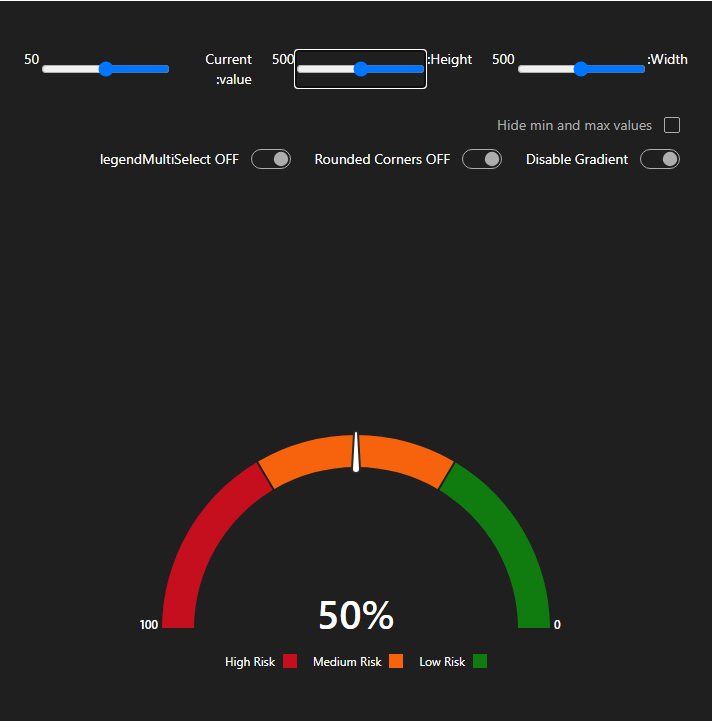 50
Current
:value
500
:Height
500
:Width
Hide min and max values
legendMultiSelect OFF
Rounded Corners OFF
Disable Gradient
50%
100
0
High Risk
Medium Risk
Low Risk